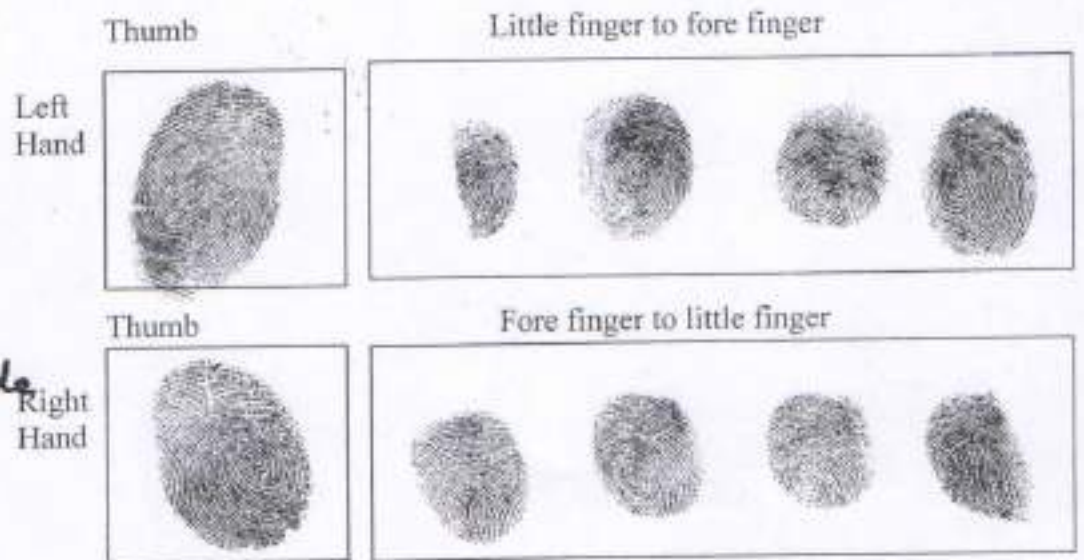 Thumb
Little finger to fore finger
Left
Hand
Thumb
Fore finger to little finger
Right
Hand